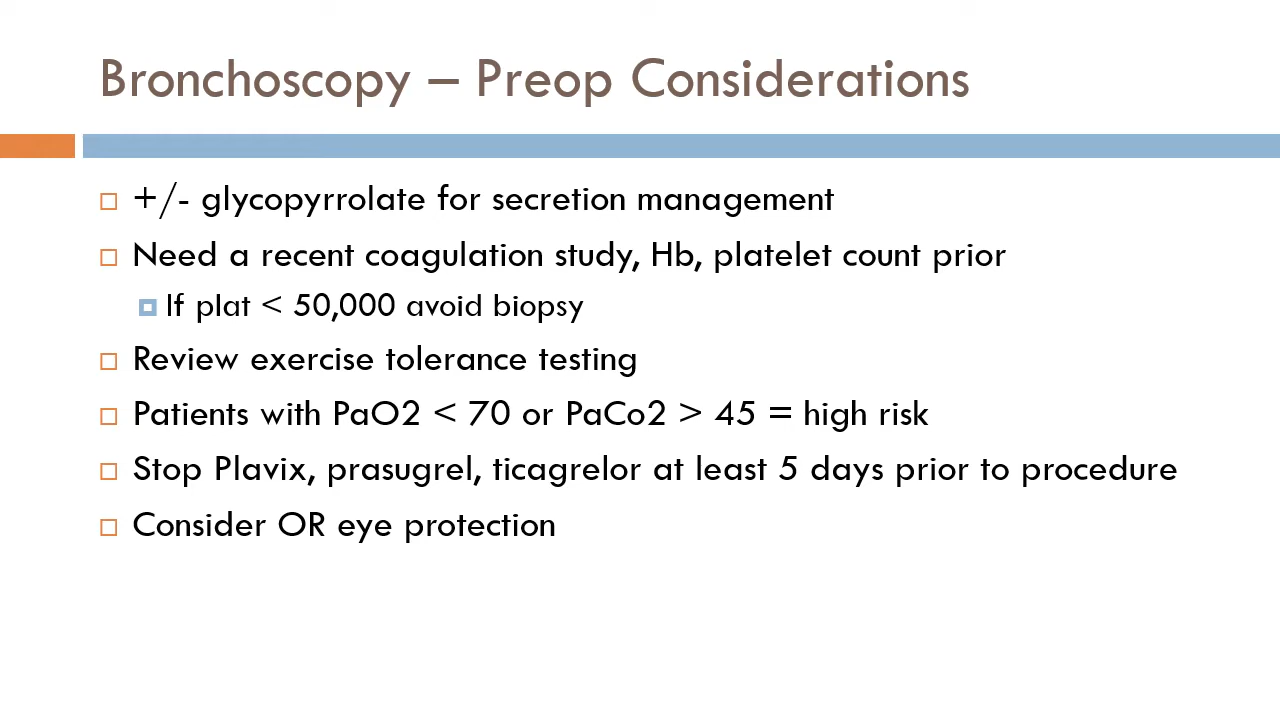 Bronchoscopy – Preop Considerations
+/- glycopyrrolate for secretion management
Need a recent coagulation study, Hb, platelet count prior
If plat < 50,000 avoid biopsy
Review exercise tolerance testing
Patients with PaO2 < 70 or PaCo2 > 45 = high risk
Stop Plavix, prasugrel, ticagrelor at least 5 days prior to procedure
Consider OR eye protection